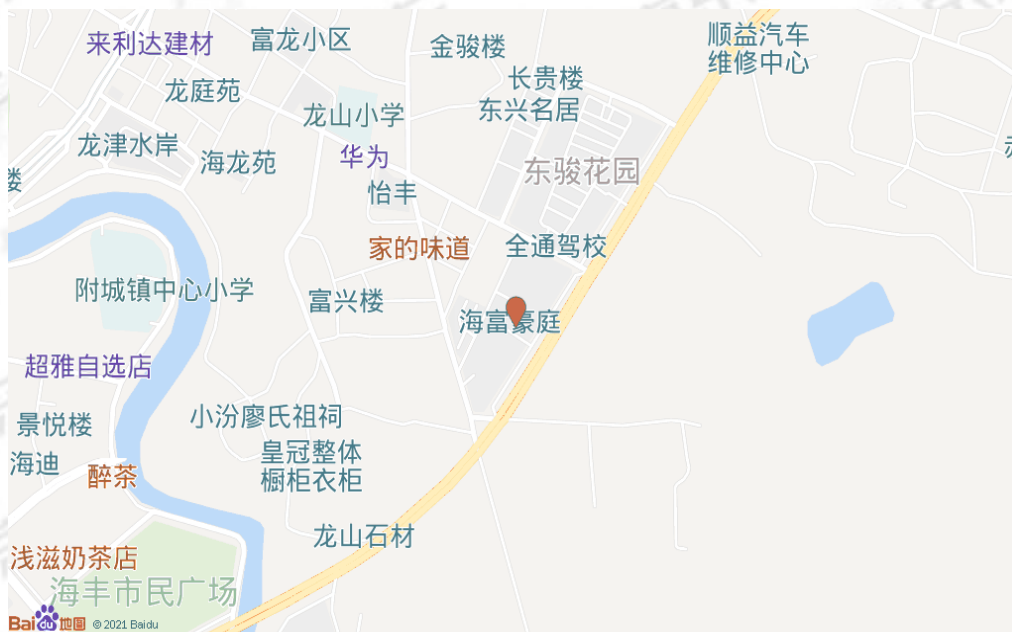 来利达建材
富龙小区
金骏楼
顺益汽车
维修中心
龙庭苑
长贵楼
东兴名居
龙山小学
龙津水岸
海龙苑
华为
东骏花园
楼
怡丰
家的味道
全通驾校
附城镇中心小学
富兴楼
海富豪庭
超雅自选店
小汾廖氏祖祠
景悦楼
皇冠整体
橱柜衣柜
海迪
醉茶
龙山石材
浅滋奶茶店
海丰市民广场
Bai du 地图 © 2021 Baidu